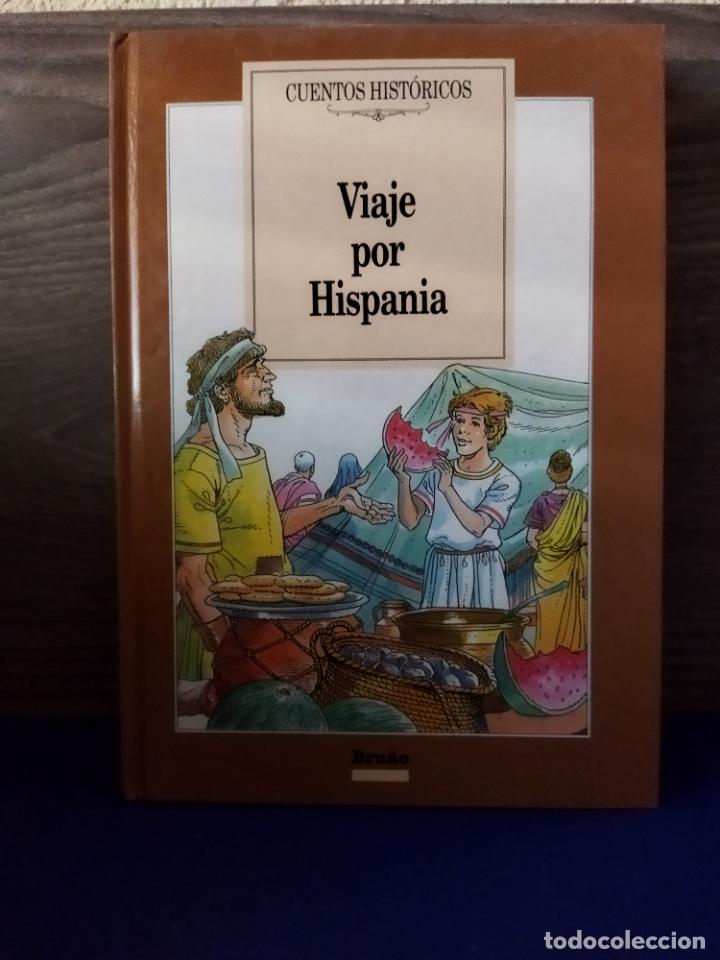 CUENTOS HISTÓRICOS
Viaje
por
Hispania
Bruño
todocoleccion